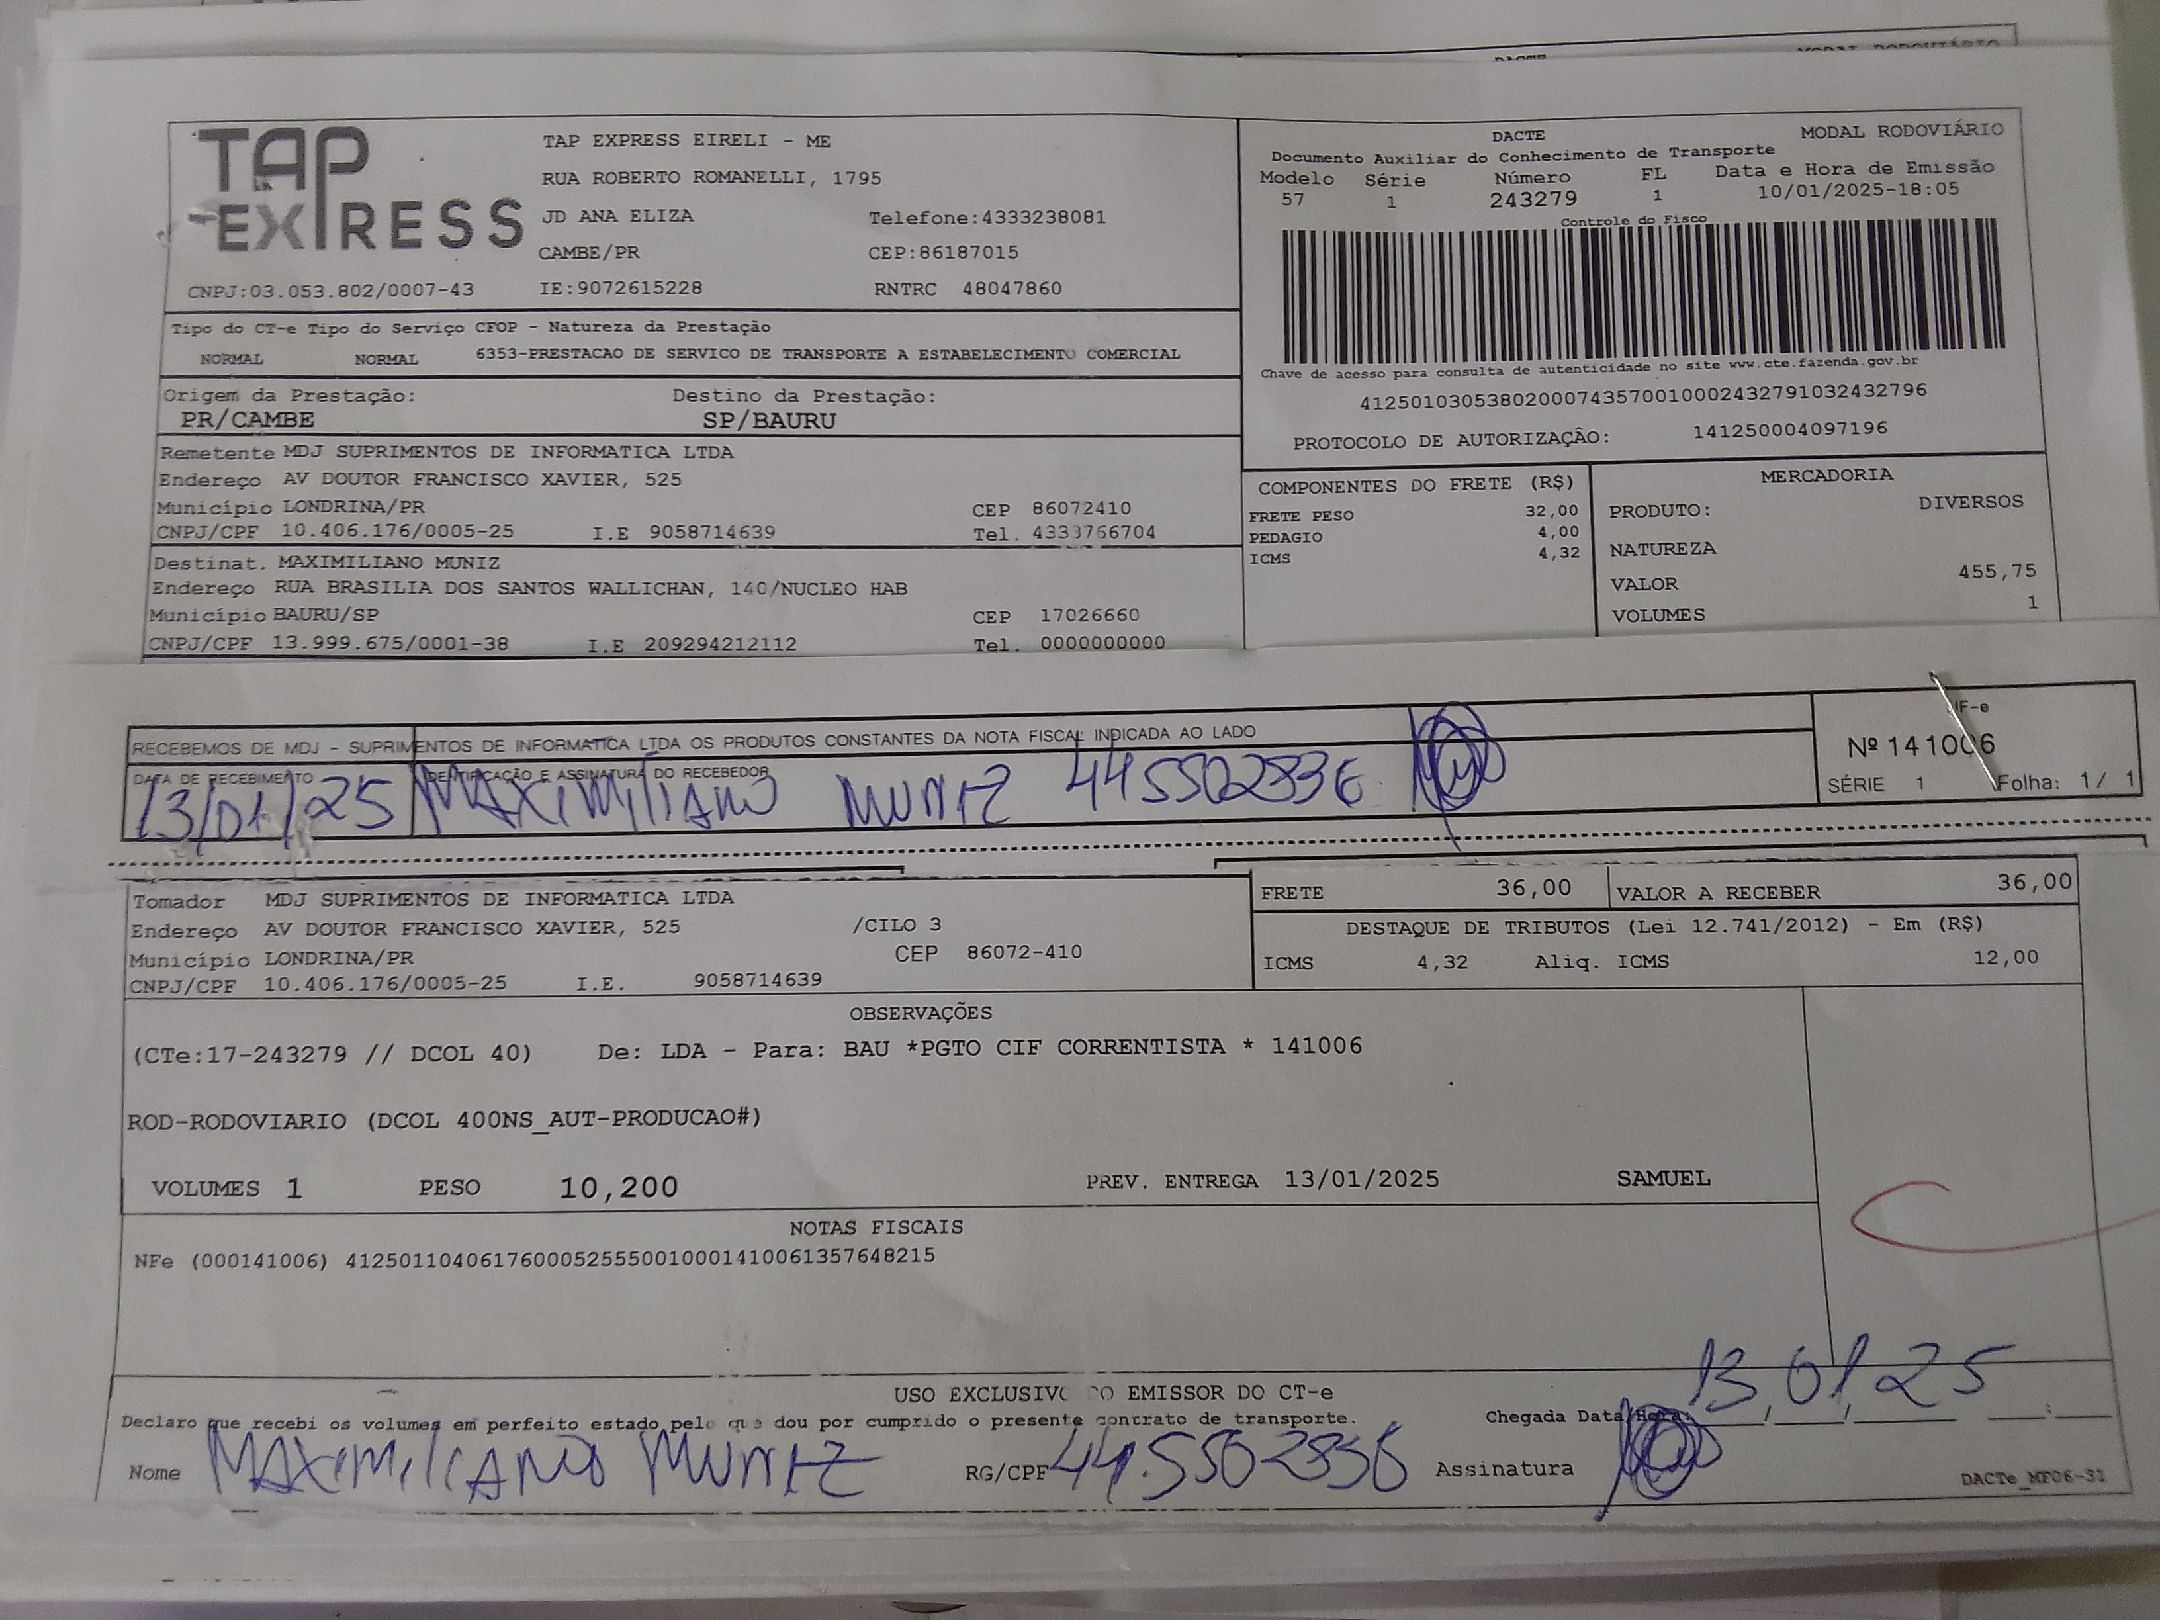 TAP EXPRESS
TAP EXPRESS EIRELI - ME
RUA ROBERTO ROMANELLI, 1795
JD ANA ELIZA Telefone:4333238081
CAMBE/PR CEP:86187015
CNPJ:03.053.802/0007-43 IE:9072615228 RNTRC 48047860
DACTE MODAL RODOVIÁRIO
Documento Auxiliar do Conhecimento de Transporte
Modelo Série Número FL Data e Hora de Emissão
57 1 243279 1 10/01/2025-18:05
Controle do Fisco
Chave de acesso para consulta de autenticidade no site www.cte.fazenda.gov.br
41250103053802000743570010002432791032432796
PROTOCOLO DE AUTORIZAÇÃO: 141250004097196
Tipo do CT-e Tipo do Serviço CFOP - Natureza da Prestação
NORMAL NORMAL 6353-PRESTACAO DE SERVICO DE TRANSPORTE A ESTABELECIMENTO COMERCIAL
Origem da Prestação: Destino da Prestação:
PR/CAMBE SP/BAURU
Remetente MDJ SUPRIMENTOS DE INFORMATICA LTDA
Endereço AV DOUTOR FRANCISCO XAVIER, 525
Município LONDRINA/PR CEP 86072410
CNPJ/CPF 10.406.176/0005-25 I.E 9058714639 Tel. 4333766704
Destinat. MAXIMILIANO MUNIZ
Endereço RUA BRASILIA DOS SANTOS WALLICHAN, 140/NUCLEO HAB
Município BAURU/SP CEP 17026660
CNPJ/CPF 13.999.675/0001-38 I.E 209294212112 Tel. 0000000000
COMPONENTES DO FRETE (R$)
FRETE PESO 32,00
PEDAGIO 4,00
ICMS 4,32
MERCADORIA
PRODUTO: DIVERSOS
NATUREZA
VALOR 455,75
VOLUMES 1
RECEBEMOS DE MDJ - SUPRIMENTOS DE INFORMATICA LTDA OS PRODUTOS CONSTANTES DA NOTA FISCAL INDICADA AO LADO
DATA DE RECEBIMENTO IDENTIFICAÇÃO E ASSINATURA DO RECEBEDOR
13/01/25 MAXIMILIANO MUNIZ 445502836
NF-e
Nº 141006
SÉRIE 1 Folha: 1/ 1
Tomador MDJ SUPRIMENTOS DE INFORMATICA LTDA
Endereço AV DOUTOR FRANCISCO XAVIER, 525 /CILO 3
Município LONDRINA/PR CEP 86072-410
CNPJ/CPF 10.406.176/0005-25 I.E. 9058714639
FRETE 36,00 VALOR A RECEBER 36,00
DESTAQUE DE TRIBUTOS (Lei 12.741/2012) - Em (R$)
ICMS 4,32 Aliq. ICMS 12,00
OBSERVAÇÕES
(CTe:17-243279 // DCOL 40) De: LDA - Para: BAU *PGTO CIF CORRENTISTA * 141006
ROD-RODOVIARIO (DCOL 400NS_AUT-PRODUCAO#)
VOLUMES 1 PESO 10,200 PREV. ENTREGA 13/01/2025 SAMUEL
NOTAS FISCAIS
NFe (000141006) 41250110406176000525550010001410061357648215
USO EXCLUSIVO DO EMISSOR DO CT-e
Declaro que recebi os volumes em perfeito estado pelo que dou por cumprido o presente contrato de transporte.
Chegada Data/Hora: 13,01,25
Nome MAXIMILIANO MUNIZ RG/CPF 44.5502836 Assinatura
DACTe_MF06-31